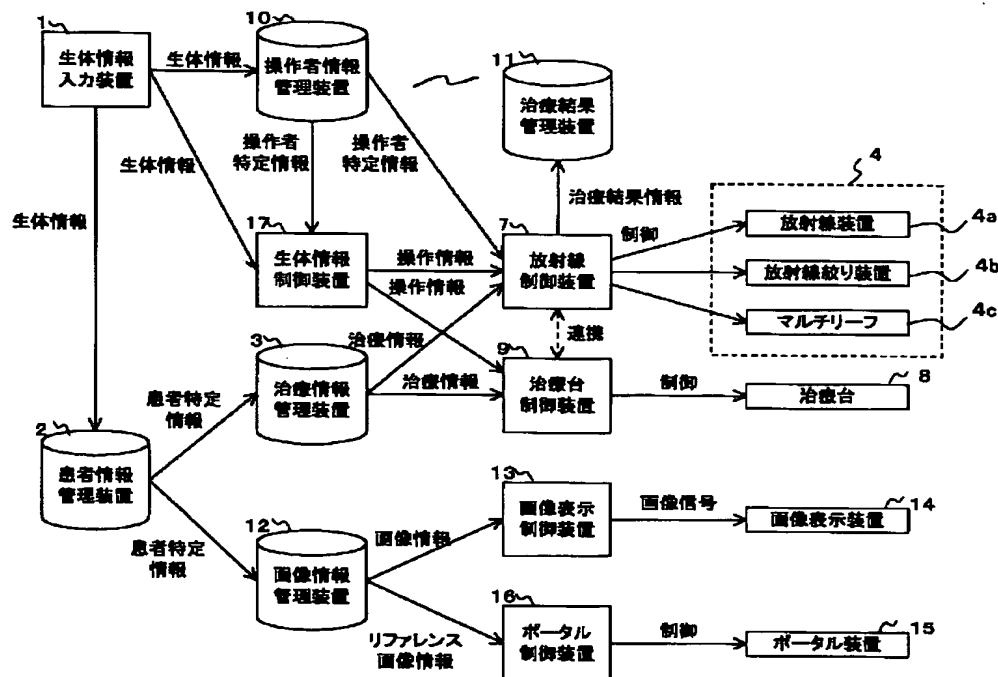 1
生体情報
入力装置
生体情報
10
操作者情報
管理装置
11
治療結果
管理装置
生体情報
操作者
特定情報
操作者
特定情報
治療結果情報
4
生体情報
17
生体情報
制御装置
操作情報
操作情報
7
放射線
制御装置
制御
放射線装置
4a
放射線絞り装置
4b
マルチリーフ
4c
連携
3
治療情報
管理装置
治療情報
治療情報
9
治療台
制御装置
制御
治療台
8
患者特定
情報
2
患者情報
管理装置
患者特定
情報
12
画像情報
管理装置
画像情報
13
画像表示
制御装置
画像信号
画像表示装置
14
リファレンス
画像情報
16
ポータル
制御装置
制御
ポータル装置
15